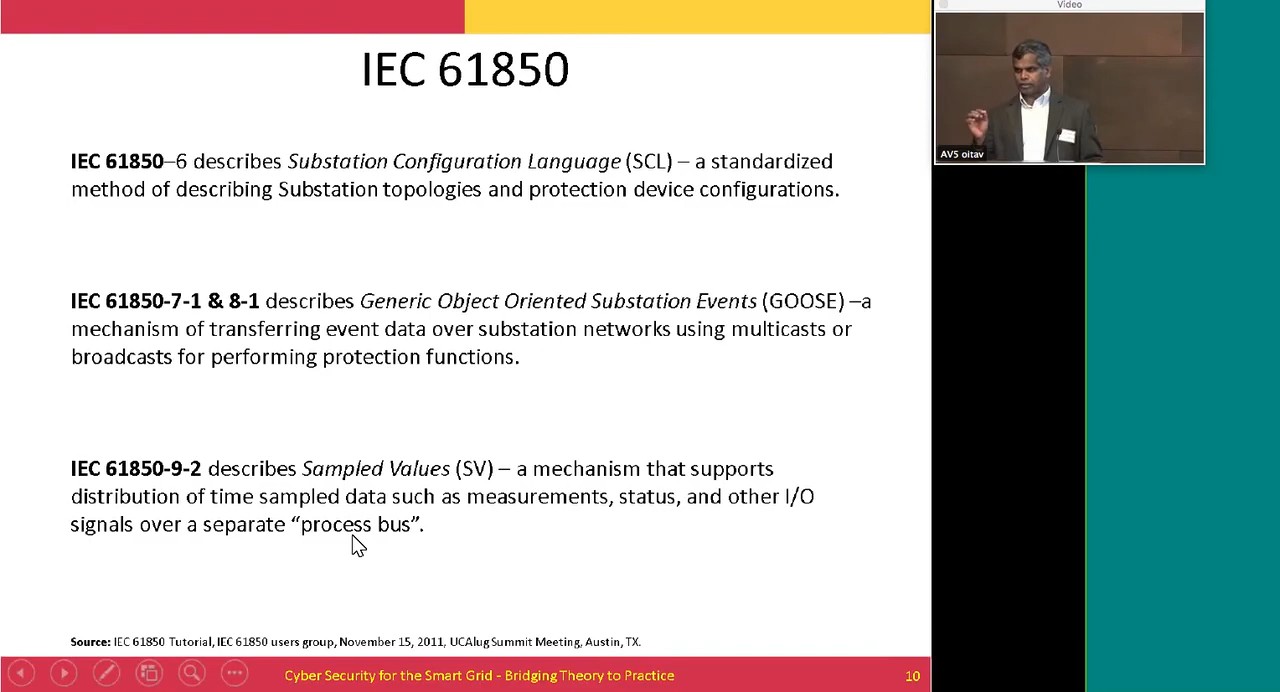 IEC 61850
IEC 61850–6 describes Substation Configuration Language (SCL) – a standardized
method of describing Substation topologies and protection device configurations.
IEC 61850-7-1 & 8-1 describes Generic Object Oriented Substation Events (GOOSE) –a
mechanism of transferring event data over substation networks using multicasts or
broadcasts for performing protection functions.
IEC 61850-9-2 describes Sampled Values (SV) – a mechanism that supports
distribution of time sampled data such as measurements, status, and other I/O
signals over a separate “process bus”.
Source: IEC 61850 Tutorial, IEC 61850 users group, November 15, 2011, UCAlug Summit Meeting, Austin, TX.
Cyber Security for the Smart Grid - Bridging Theory to Practice
10
Video
AV5 oitav